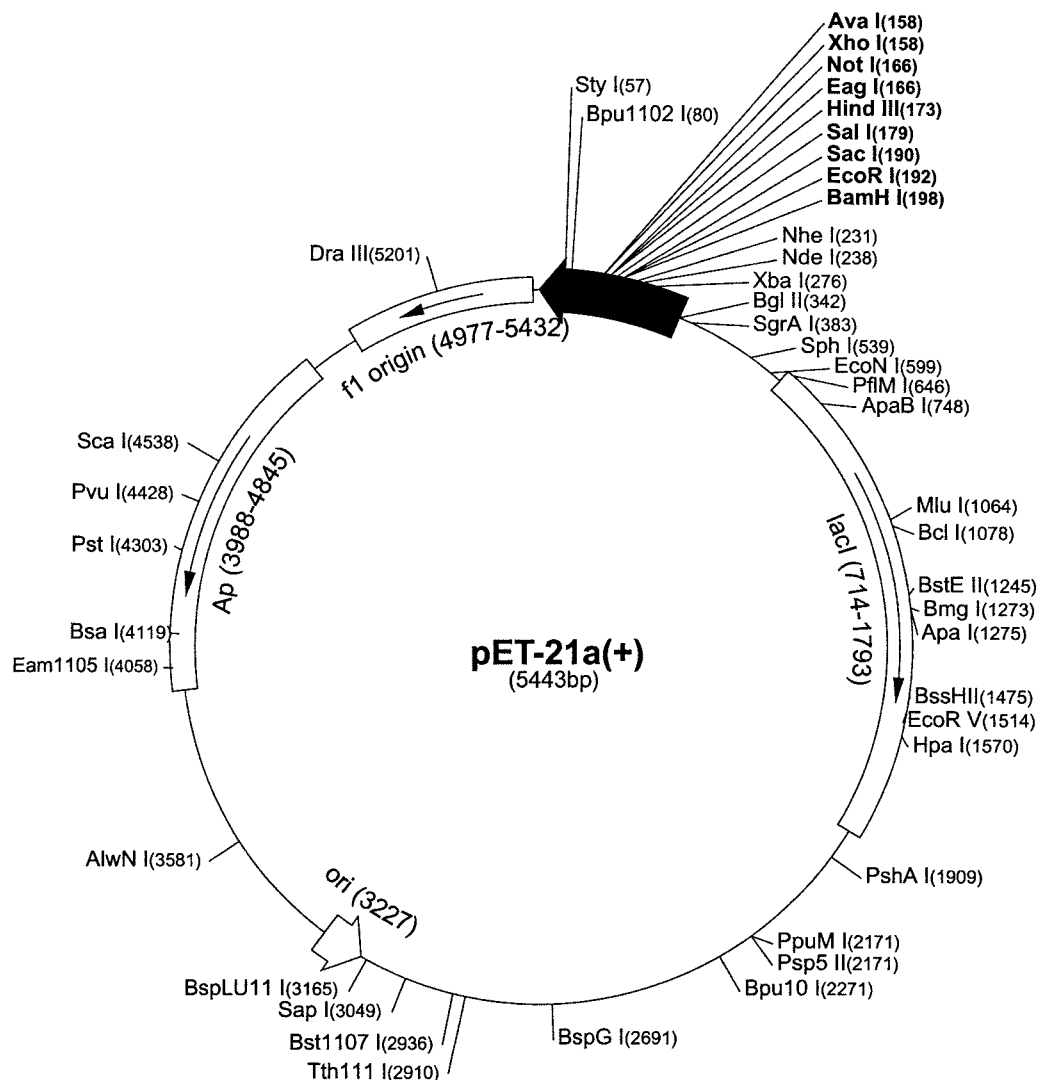 Ava I(158)
Xho I(158)
Not I(166)
Eag I(166)
Hind III(173)
Sal I(179)
Sac I(190)
EcoR I(192)
BamH I(198)
Sty I(57)
Bpu1102 I(80)
Nhe I(231)
Nde I(238)
Xba I(276)
Bgl II(342)
SgrA I(383)
Sph I(539)
EcoN I(599)
PflM I(646)
ApaB I(748)
Dra III(5201)
f1 origin (4977-5432)
Sca I(4538)
Pvu I(4428)
Pst I(4303)
Bsa I(4119)
Eam1105 I(4058)
Ap (3988-4845)
lacI (714-1793)
Mlu I(1064)
Bcl I(1078)
BstE II(1245)
Bmg I(1273)
Apa I(1275)
BssHII(1475)
EcoR V(1514)
Hpa I(1570)
pET-21a(+)
(5443bp)
AlwN I(3581)
ori (3227)
PshA I(1909)
PpuM I(2171)
Psp5 II(2171)
Bpu10 I(2271)
BspLU11 I(3165)
Sap I(3049)
Bst1107 I(2936)
Tth111 I(2910)
BspG I(2691)